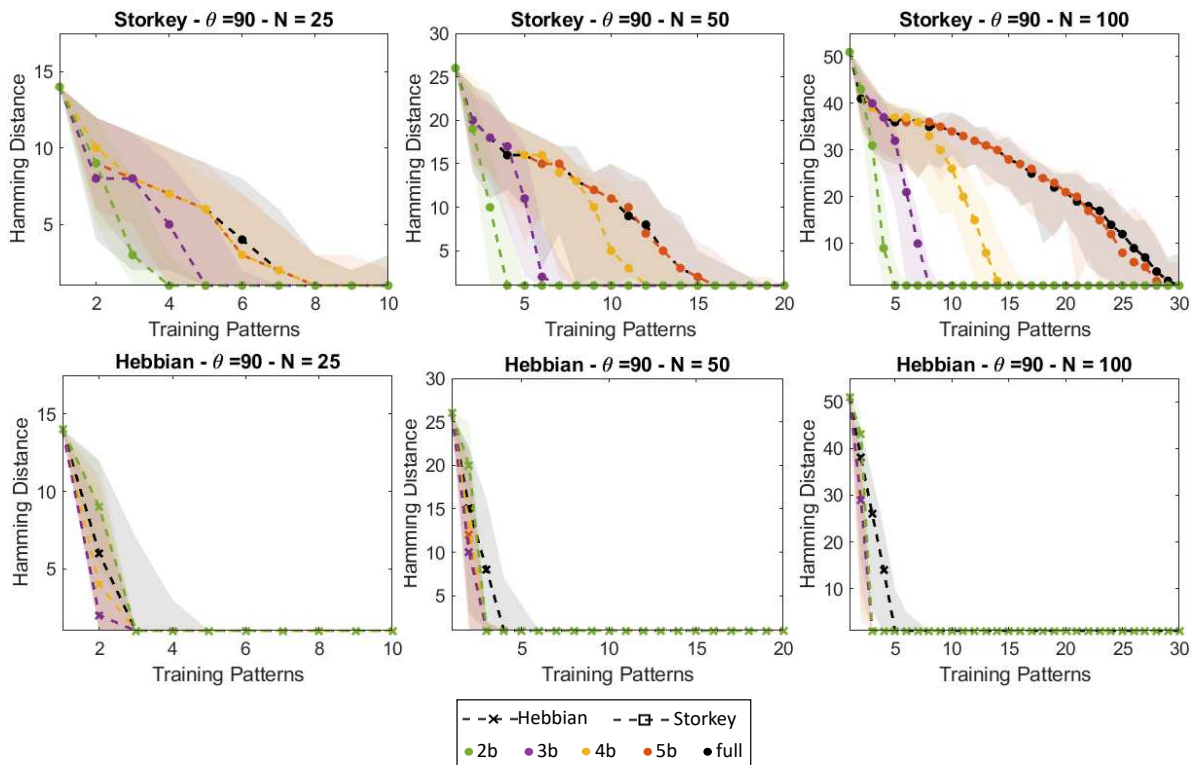 Storkey - θ =90 - N = 25
Storkey - θ =90 - N = 50
Storkey - θ =90 - N = 100
Hamming Distance
15
10
5
2 4 6 8 10
Training Patterns
Hamming Distance
30
25
20
15
10
5
5 10 15 20
Training Patterns
Hamming Distance
50
40
30
20
10
5 10 15 20 25 30
Training Patterns
Hebbian - θ =90 - N = 25
Hebbian - θ =90 - N = 50
Hebbian - θ =90 - N = 100
Hamming Distance
15
10
5
2 4 6 8 10
Training Patterns
Hamming Distance
30
25
20
15
10
5
5 10 15 20
Training Patterns
Hamming Distance
50
40
30
20
10
5 10 15 20 25 30
Training Patterns
Hebbian Storkey
2b 3b 4b 5b full